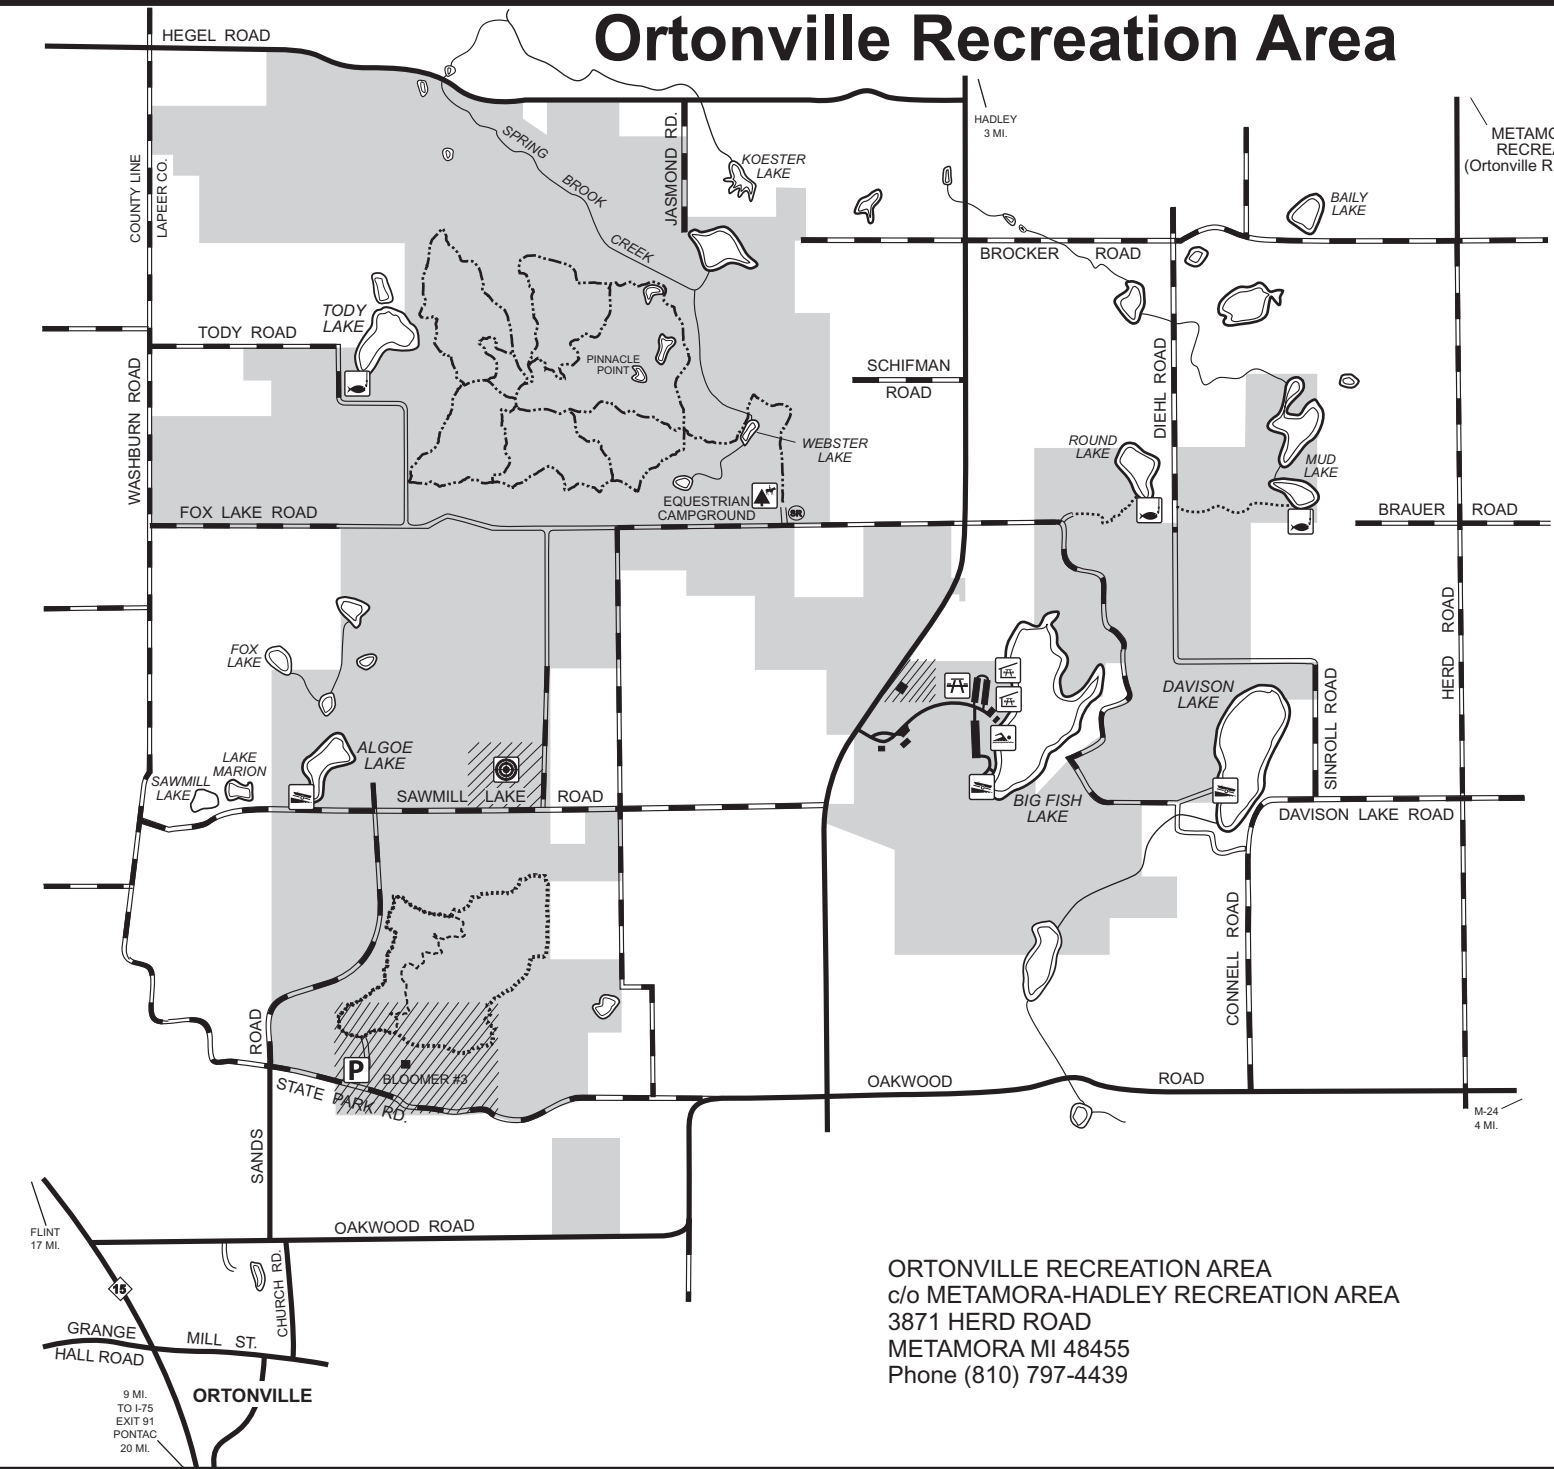 Ortonville Recreation Area
HEGEL ROAD
HADLEY
3 MI.
(Ortonville
COUNTY LINE
LAPEER CO.
SPRING
BROOK
CREEK
JASMOND RD.
KOESTER
LAKE
BAILY
LAKE
BROCKER ROAD
TODY
LAKE
TODY ROAD
PINNACLE
POINT
SCHIFMAN
ROAD
DIEHL ROAD
WASHBURN ROAD
WEBSTER
LAKE
ROUND
LAKE
MUD
LAKE
EQUESTRIAN
CAMPGROUND
SR
FOX LAKE ROAD
BRAUER ROAD
HERD ROAD
FOX
LAKE
DAVISON
LAKE
SINROLL ROAD
ALGOE
LAKE
LAKE
MARION
SAWMILL
LAKE
SAWMILL LAKE ROAD
BIG FISH
LAKE
DAVISON LAKE ROAD
CONNELL ROAD
SANDS ROAD
P
BLOOMER #3
STATE PARK RD.
OAKWOOD ROAD
M-24
4 MI.
FLINT
17 MI.
OAKWOOD ROAD
15
CHURCH RD.
GRANGE
HALL ROAD
MILL ST.
ORTONVILLE
9 MI.
TO I-75
EXIT 91
PONTAC
20 MI.
ORTONVILLE RECREATION AREA
c/o METAMORA-HADLEY RECREATION AREA
3871 HERD ROAD
METAMORA MI 48455
Phone (810) 797-4439